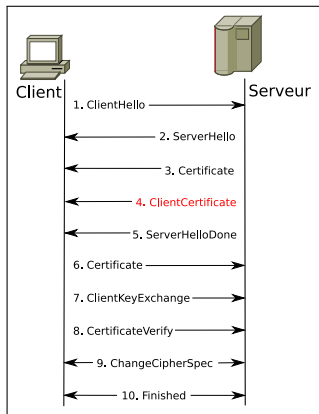 Client
Serveur
1. ClientHello
2. ServerHello
3. Certificate
4. ClientCertificate
5. ServerHelloDone
6. Certificate
7. ClientKeyExchange
8. CertificateVerify
9. ChangeCipherSpec
10. Finished